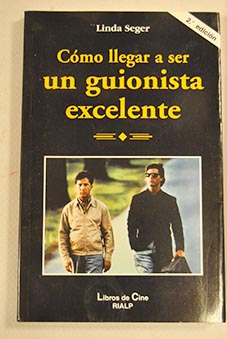 Linda Seger
2.ª edición
Cómo llegar a ser
un guionista
excelente
Libros de Cine
RIALP